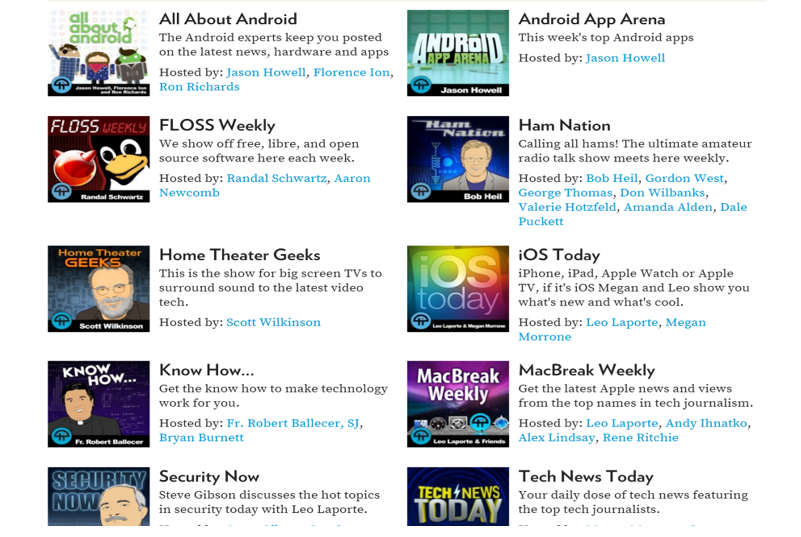 all about android
Jason Howell, Florence Ion
and Ron Richards
All About Android
The Android experts keep you posted
on the latest news, hardware and apps
Hosted by: Jason Howell, Florence Ion,
Ron Richards
ANDROID
APP ARENA
Jason Howell
Android App Arena
This week's top Android apps
Hosted by: Jason Howell
FLOSS WEEKLY
Randal Schwartz
FLOSS Weekly
We show off free, libre, and open
source software here each week.
Hosted by: Randal Schwartz, Aaron
Newcomb
Ham
Nation
Bob Heil
Ham Nation
Calling all hams! The ultimate amateur
radio talk show meets here weekly.
Hosted by: Bob Heil, Gordon West,
George Thomas, Don Wilbanks,
Valerie Hotzfeld, Amanda Alden, Dale
Puckett
Home Theater
GEEKS
Scott Wilkinson
Home Theater Geeks
This is the show for big screen TVs to
surround sound to the latest video
tech.
Hosted by: Scott Wilkinson
iOS
today
Leo Laporte & Megan Morrone
iOS Today
iPhone, iPad, Apple Watch or Apple
TV, if it's iOS Megan and Leo show you
what's new and what's cool.
Hosted by: Leo Laporte, Megan
Morrone
KNOW
HOW...
Fr. Robert Ballecer
Know How...
Get the know how to make technology
work for you.
Hosted by: Fr. Robert Ballecer, SJ,
Bryan Burnett
MacBreak
Weekly
Leo Laporte & Friends
MacBreak Weekly
Get the latest Apple news and views
from the top names in tech journalism.
Hosted by: Leo Laporte, Andy Ihnatko,
Alex Lindsay, Rene Ritchie
SECURITY
NOW
Security Now
Steve Gibson discusses the hot topics
in security today with Leo Laporte.
TECH NEWS
TODAY
Tech News Today
Your daily dose of tech news featuring
the top tech journalists.